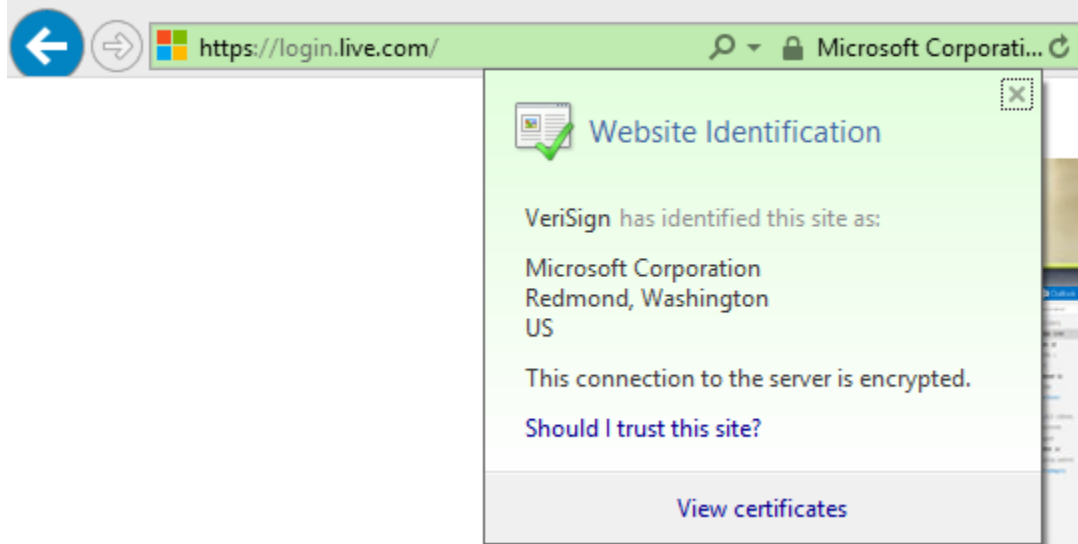 https://login.live.com/
Microsoft Corporati...
Website Identification
VeriSign has identified this site as:
Microsoft Corporation
Redmond, Washington
US
This connection to the server is encrypted.
Should I trust this site?
View certificates